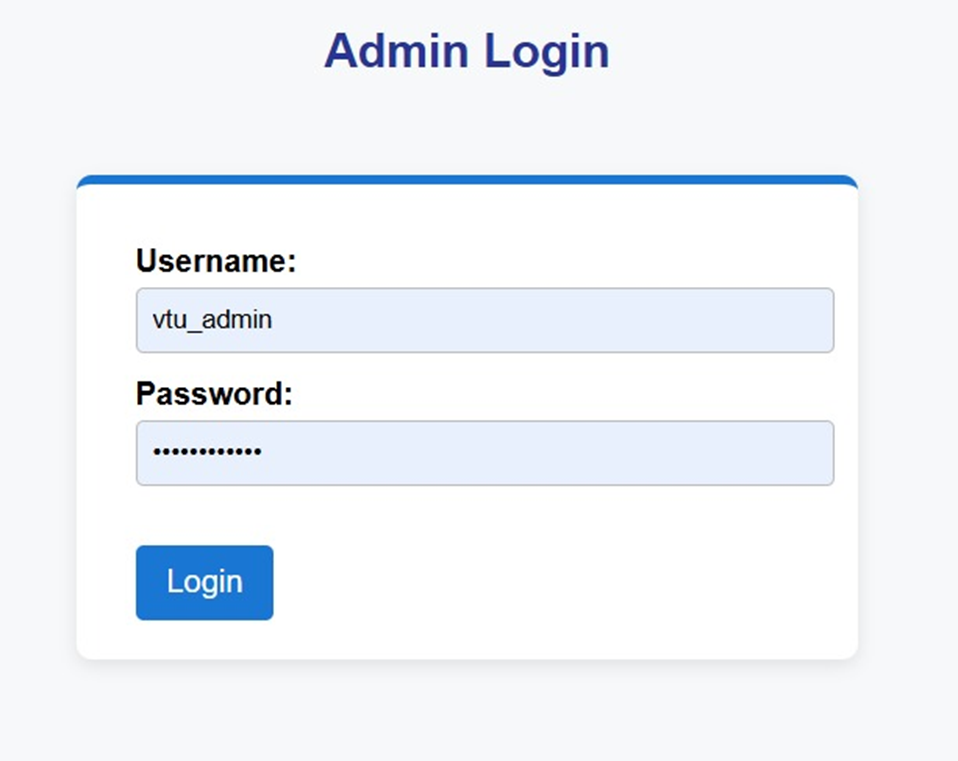 Admin Login
Username:
vtu_admin
Password:
••••••••••••
Login